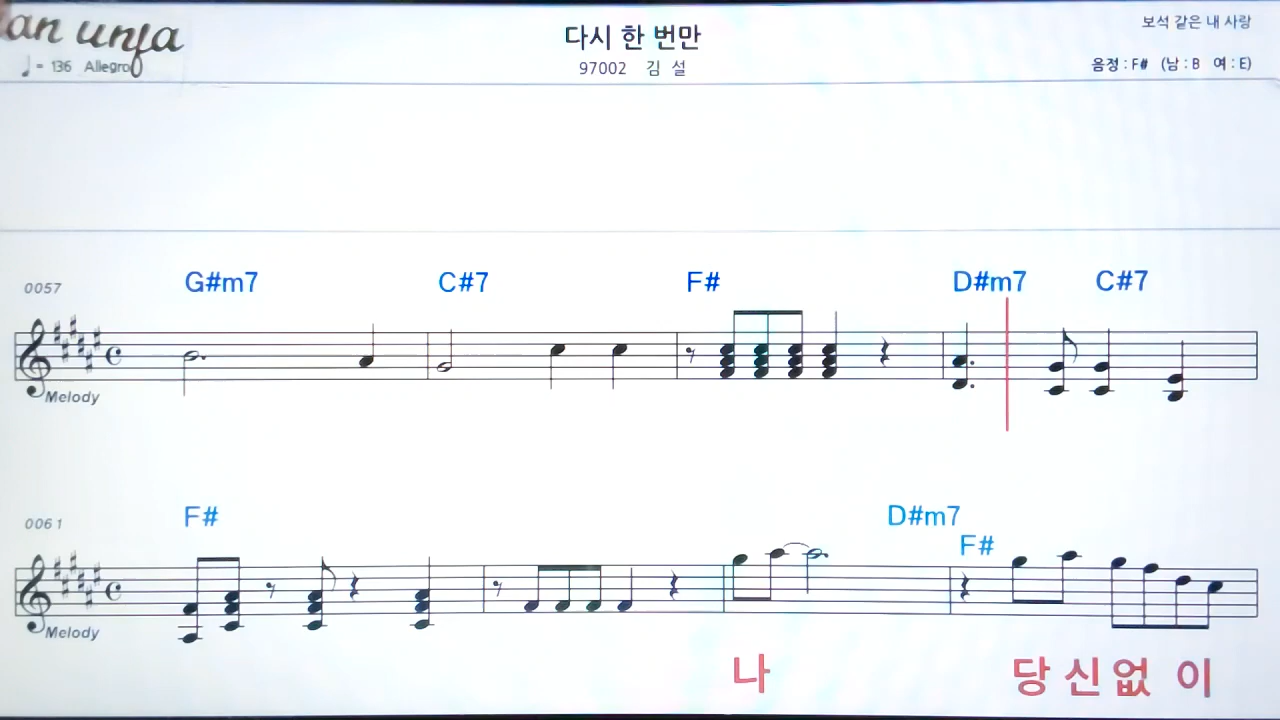 an unja
다시 한 번만
보석 같은 내 사랑
♩ = 136 Allegro
97002 김 설
음정 : F# (남 : B 여 : E)
G#m7 C#7 F# D#m7 C#7
0057
Melody
F# D#m7
0061
F#
Melody
나 당 신 없 이